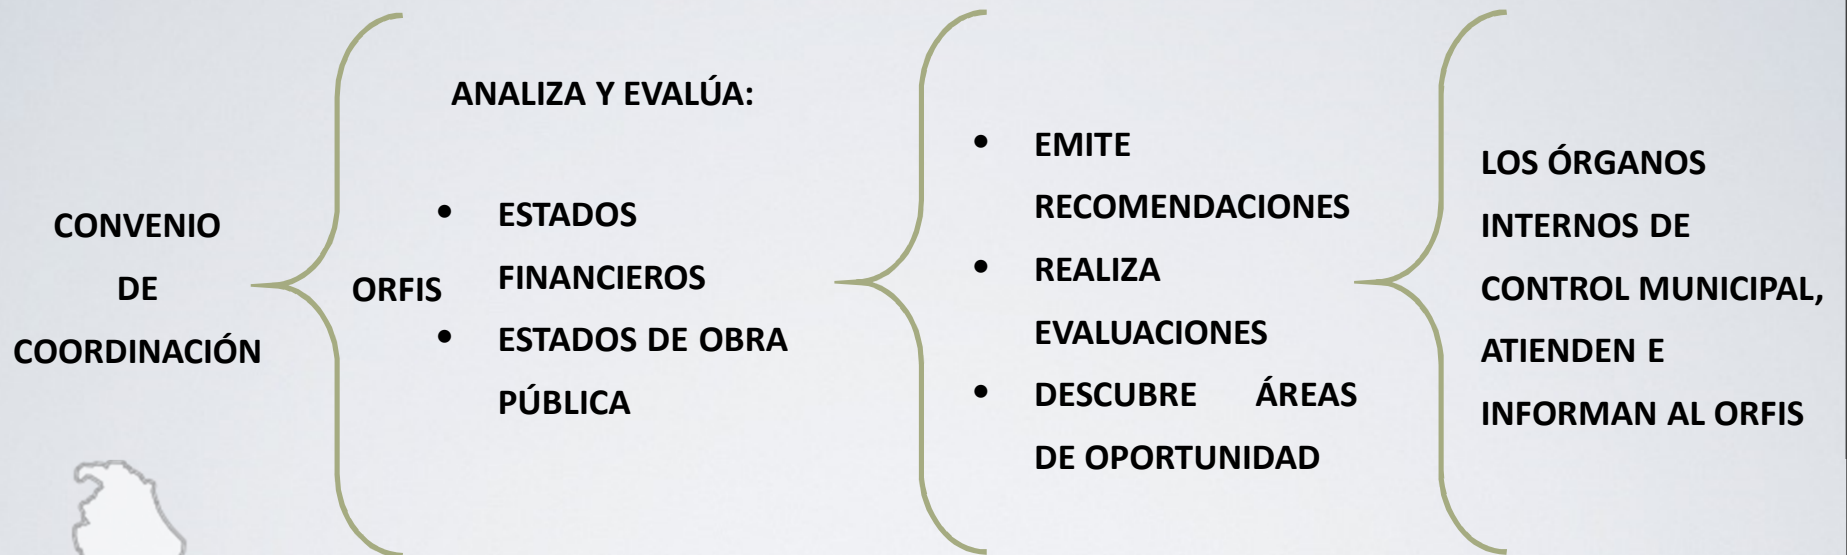 CONVENIO
DE
COORDINACIÓN
ORFIS
ANALIZA Y EVALÚA:
• ESTADOS
FINANCIEROS
• ESTADOS DE OBRA
PÚBLICA
• EMITE
RECOMENDACIONES
• REALIZA
EVALUACIONES
• DESCUBRE ÁREAS
DE OPORTUNIDAD
LOS ÓRGANOS
INTERNOS DE
CONTROL MUNICIPAL,
ATIENDEN E
INFORMAN AL ORFIS